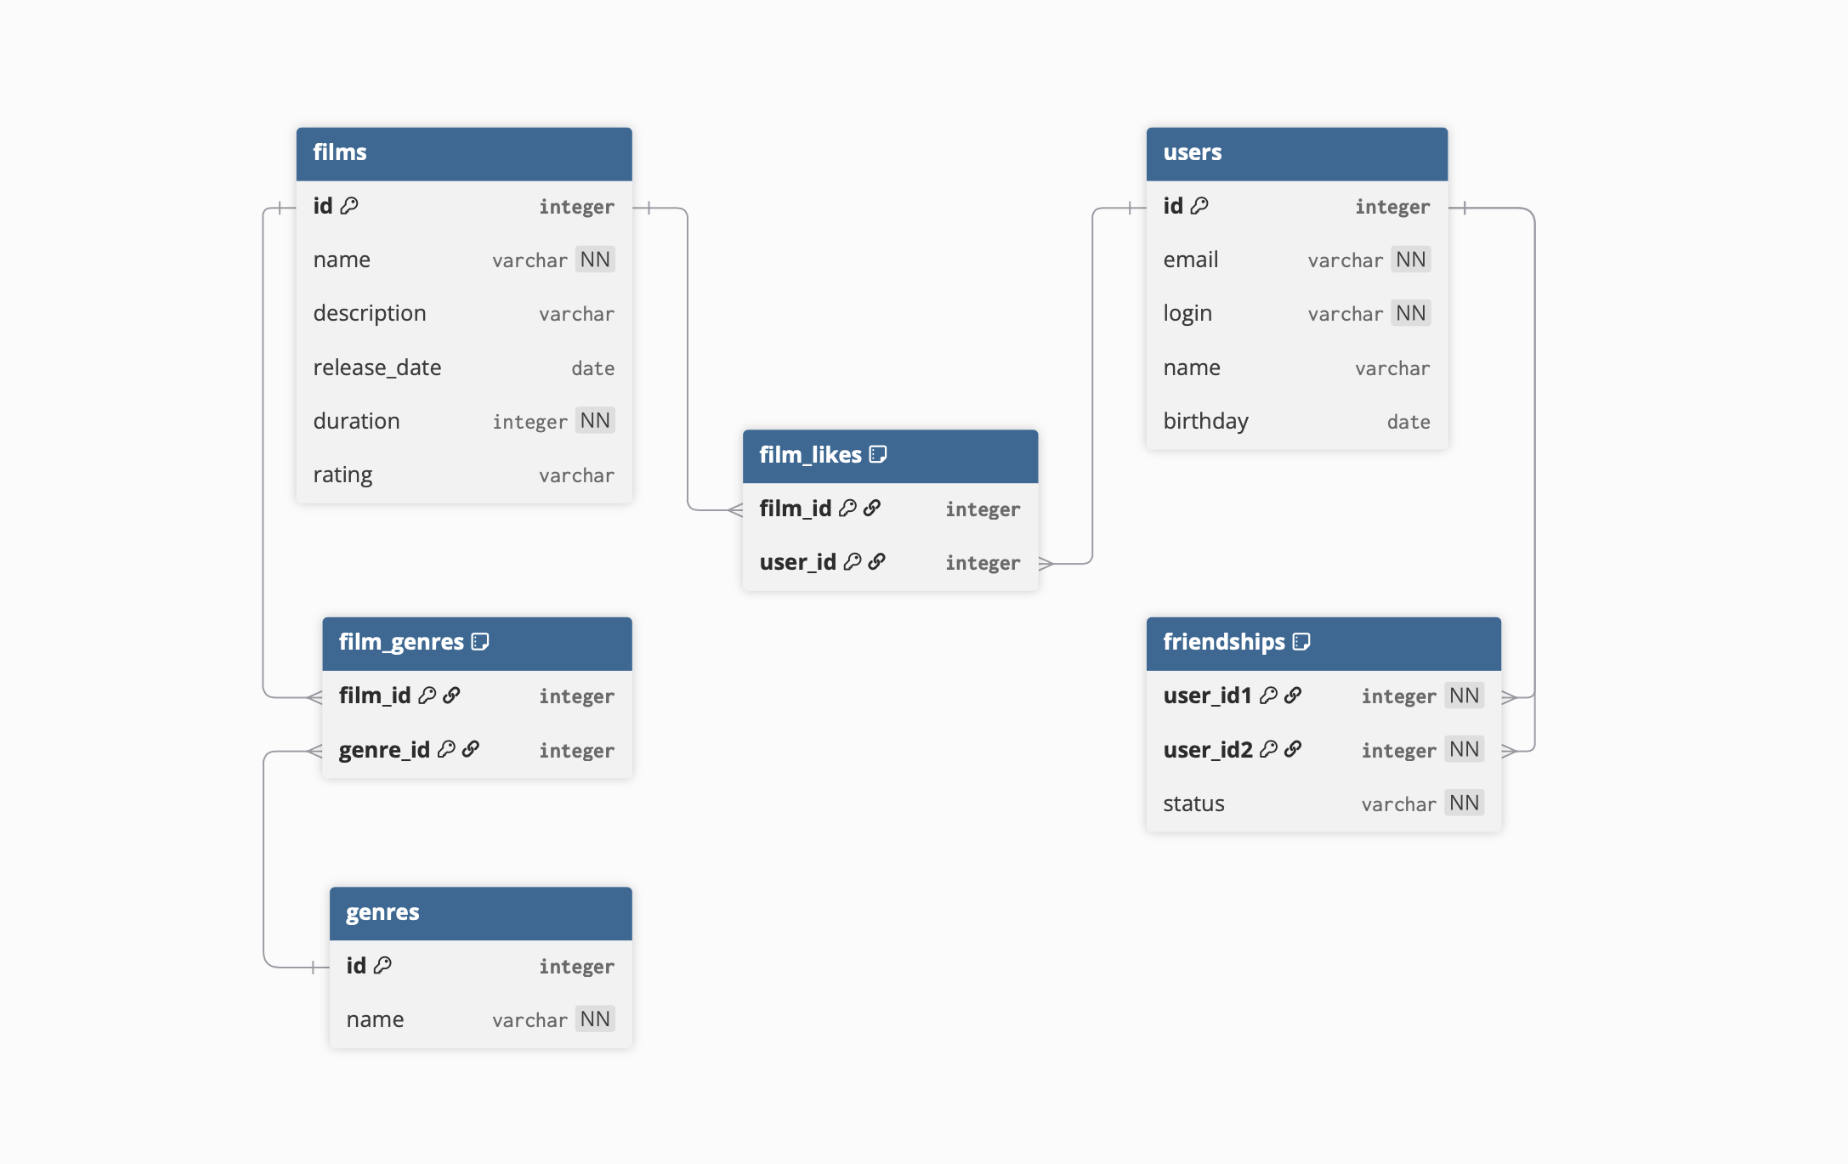 films
id integer
name varchar NN
description varchar
release_date date
duration integer NN
rating varchar
users
id integer
email varchar NN
login varchar NN
name varchar
birthday date
film_likes
film_id integer
user_id integer
film_genres
film_id integer
genre_id integer
friendships
user_id1 integer NN
user_id2 integer NN
status varchar NN
genres
id integer
name varchar NN